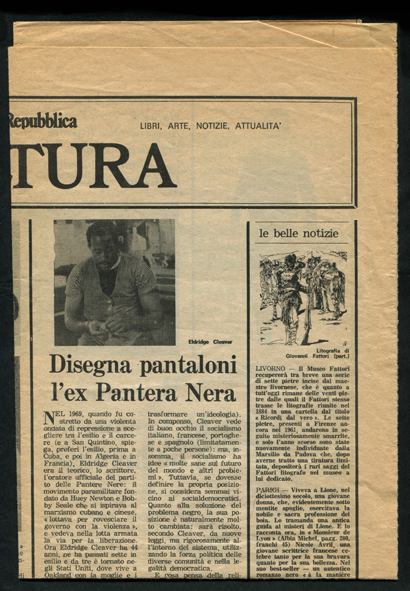 Repubblica
LIBRI, ARTE, NOTIZIE, ATTUALITA'
TURA
Eldridge Cleaver
Disegna pantaloni
l'ex Pantera Nera
NEL 1969, quando fu co-
stretto da una violenta
ondata di repressione a sce-
gliere tra l'esilio e il carce-
re (a San Quintino, spie-
ga, preferì l'esilio, prima a
Cuba, e poi in Algeria e in
Francia), Eldridge Cleaver
era il teorico, lo scrittore,
l'oratore ufficiale del parti-
to delle Pantere Nere: il
movimento paramilitare fon-
dato da Huey Newton e Bob-
by Seale che si ispirava al
marxismo cubano e cinese,
«lottava per rovesciare il
governo con la violenza»,
e vedeva nella lotta armata
la via per la liberazione.
Ora Eldridge Cleaver ha 44
anni, ne ha passati sette in
esilio e da tre è tornato ne-
gli Stati Uniti, dove vive a
Oakland con la moglie e i
trasformare un'ideologia).
In compenso, Cleaver vede
di buon occhio il socialismo
italiano, francese, portoghe-
se e spagnolo (limitatamen-
te a poche persone): ma, in-
somma, il socialismo ha
idee «molte sane sul futuro
del mondo e altri proble-
mi». Tuttavia, se dovesse
definire la propria posizio-
ne, si considera semmai vi-
cino ai socialdemocratici.
Quanto alla soluzione del
problema negro, la sua po-
sizione è naturalmente mol-
to cambiata: sarà risolto,
secondo Cleaver, da nuove
leggi, ma rigorosamente al-
l'interno del sistema, utiliz-
zando la forza politica delle
diverse comunità e nella le-
galità democratica.
E cosa pensa della reli-
le belle notizie
Litografia di
Giovanni Fattori (part.)
LIVORNO — Il Museo Fattori
recupererà tra breve una serie
di sette pietre incise dal mae-
stro livornese, che è quanto a
tutt'oggi rimane delle venti pie-
tre dalle quali il Fattori stesso
trasse le litografie riunite nel
1884 in una cartella dal titolo
«Ricordi dal vero». Le sette
pietre, presenti a Firenze an-
cora nel 1961, andarono in se-
guito misteriosamente smarrite,
e solo l'anno scorso sono state
nuovamente individuate dalla
Marsilio da Padova che, dopo
averne tratto una tiratura limi-
tata, depositerà i rari saggi del
Fattori litografo nel museo a
lui dedicato.
PARIGI — Viveva a Lione, nel
diciottesimo secolo, una giovane
donna, che, evidentemente sotto
mentite spoglie, esercitava la
nobile e sacra professione del
boia. Lo tramanda una antica
guida ai misteri di Lione. E lo
racconta ora, in «Monsieur de
Lyon» (Albin Michel, pagg. 280,
franchi 45) Nicole Avril, una
giovane scrittrice francese ce-
lebre tanto per la sua bravura
quanto per la sua bellezza. Nel
suo best-seller — un autentico
romanzo nero «à la manière